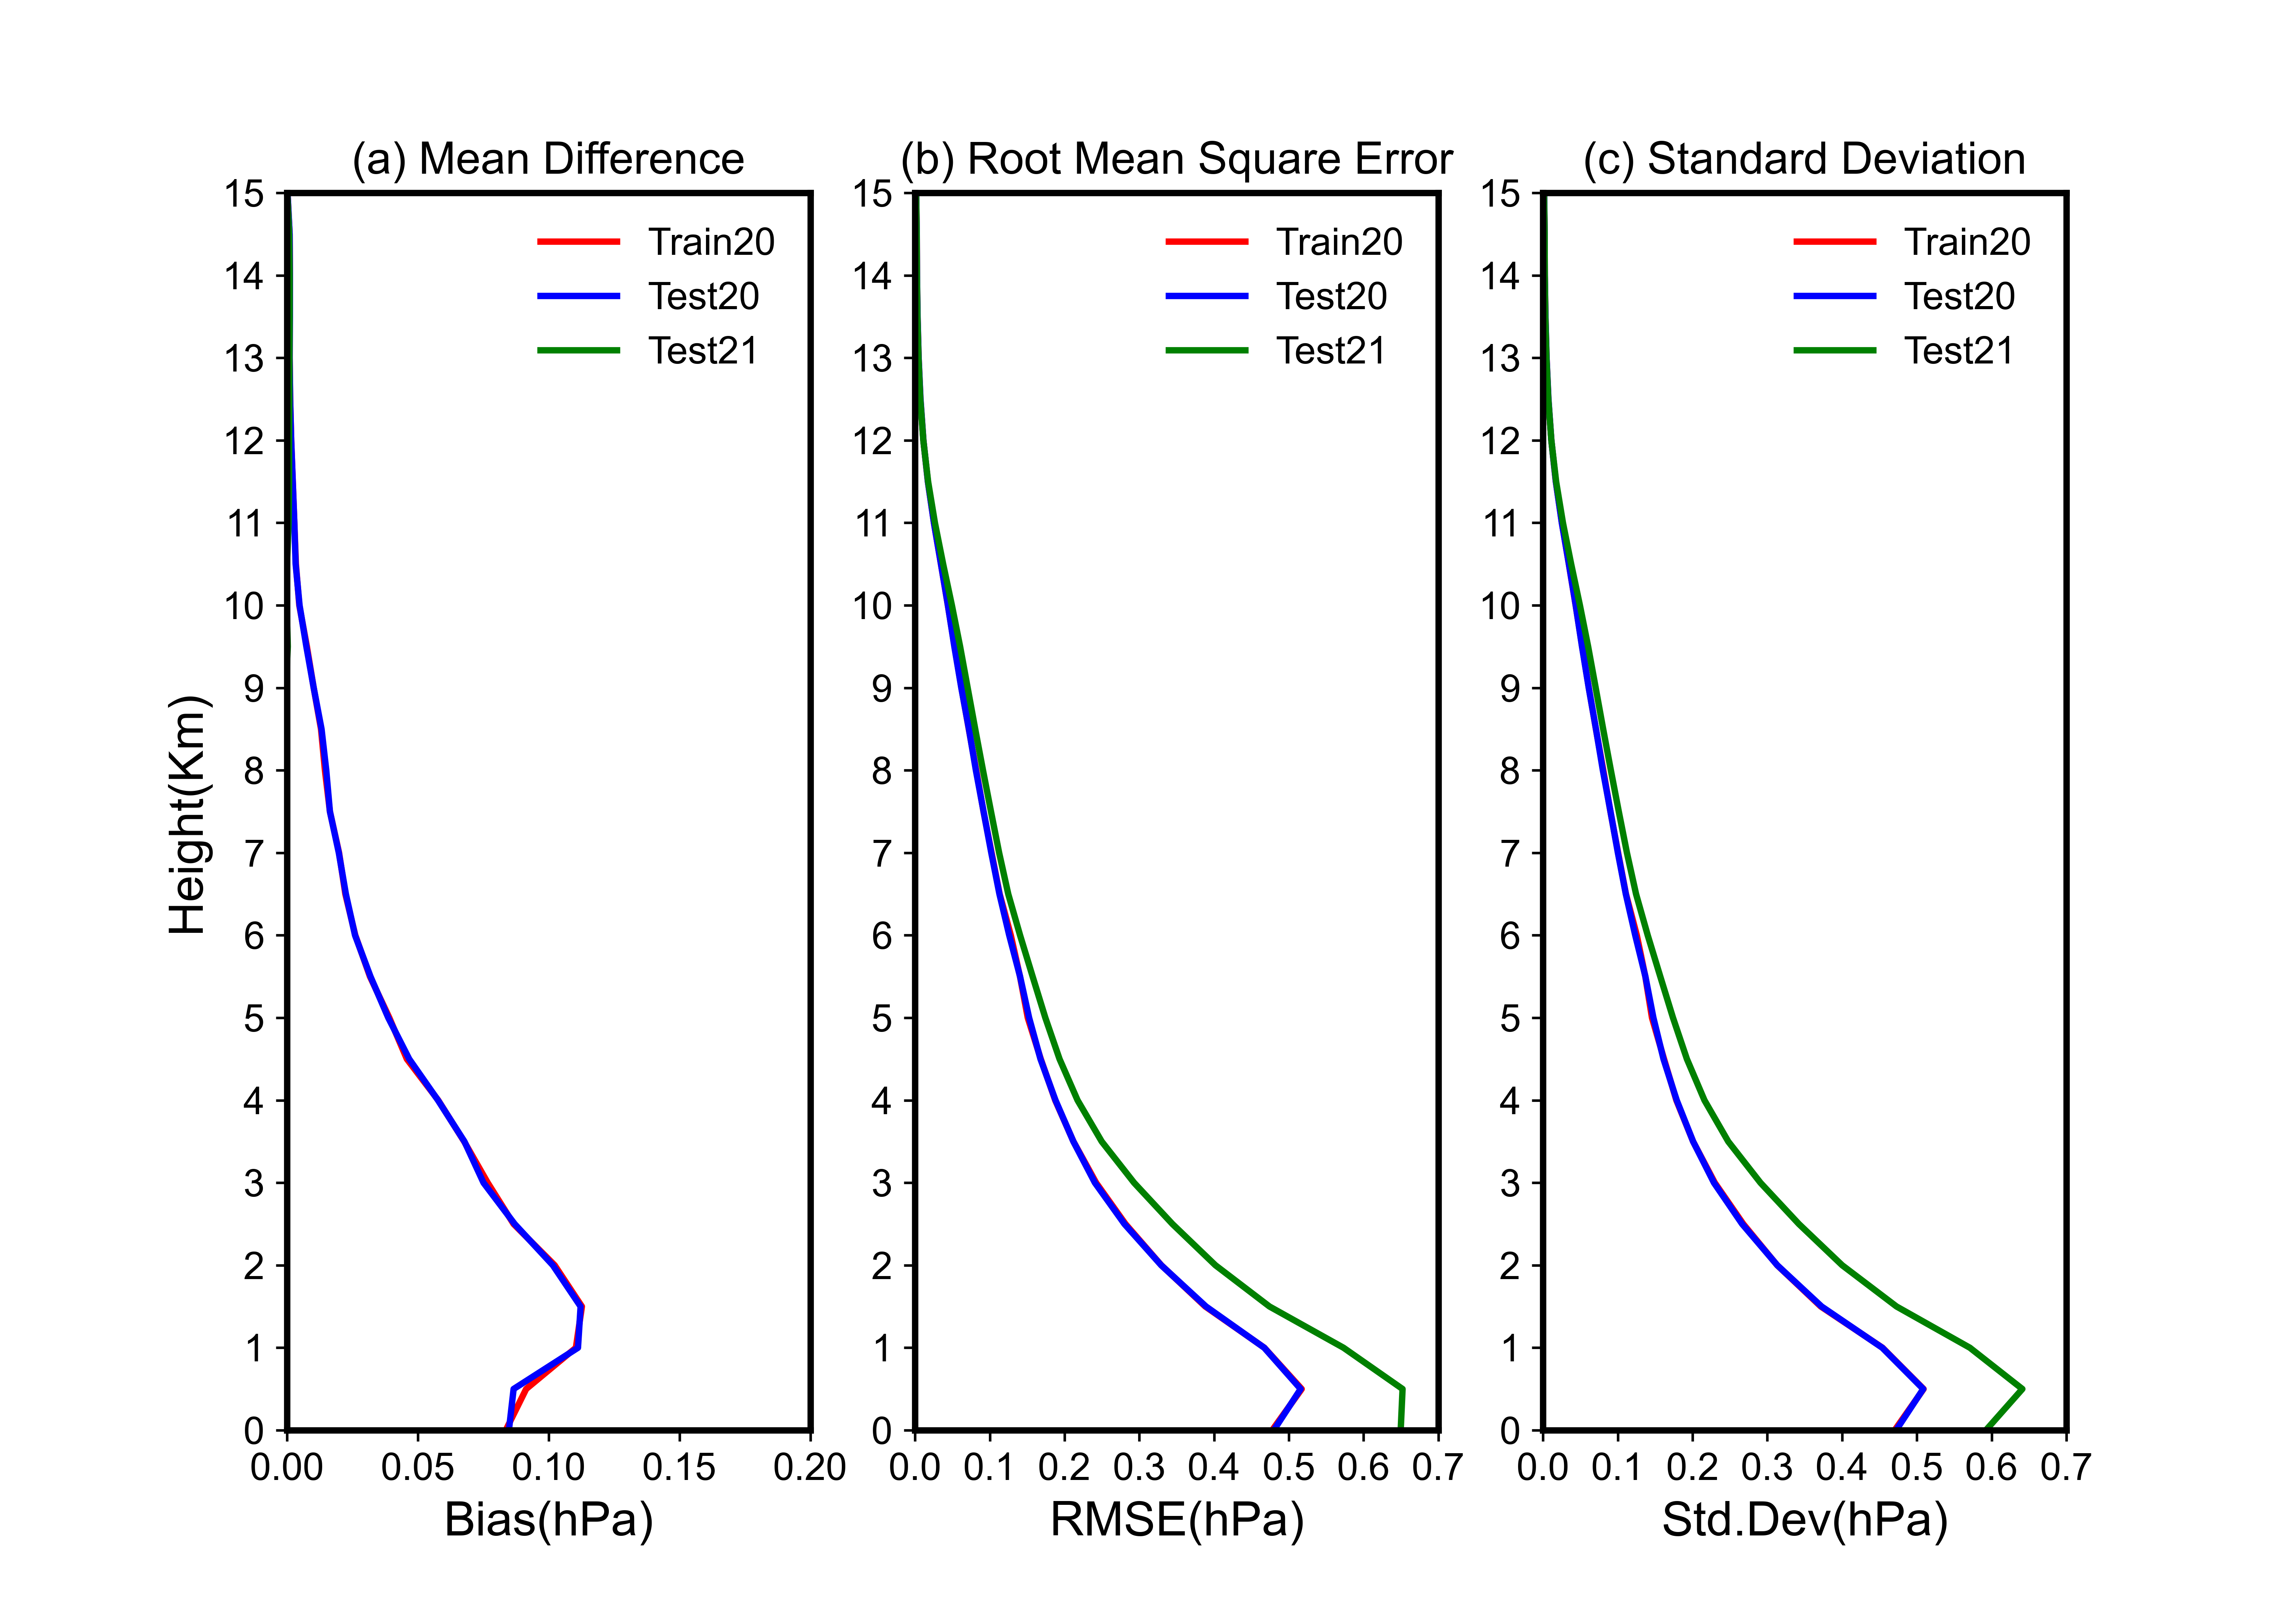 (a) Mean Difference
15
14
13
12
11
10
9
8
7
6
5
4
3
2
1
0
Height(Km)
Train20
Test20
Test21
0.00 0.05 0.10 0.15 0.20
Bias(hPa)
(b) Root Mean Square Error
15
14
13
12
11
10
9
8
7
6
5
4
3
2
1
0
Train20
Test20
Test21
0.0 0.1 0.2 0.3 0.4 0.5 0.6 0.7
RMSE(hPa)
(c) Standard Deviation
15
14
13
12
11
10
9
8
7
6
5
4
3
2
1
0
Train20
Test20
Test21
0.0 0.1 0.2 0.3 0.4 0.5 0.6 0.7
Std.Dev(hPa)